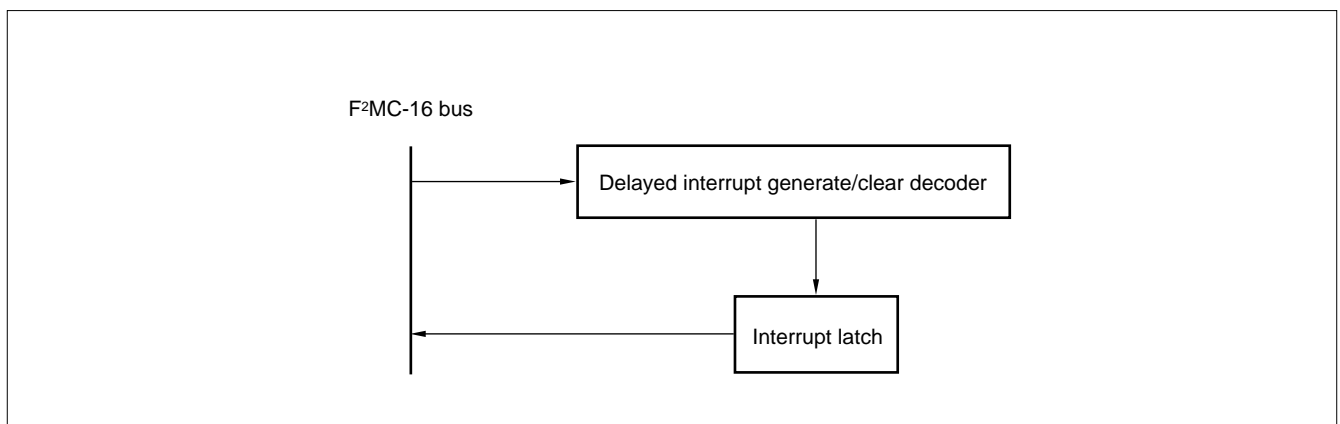 F²MC-16 bus
Delayed interrupt generate/clear decoder
Interrupt latch